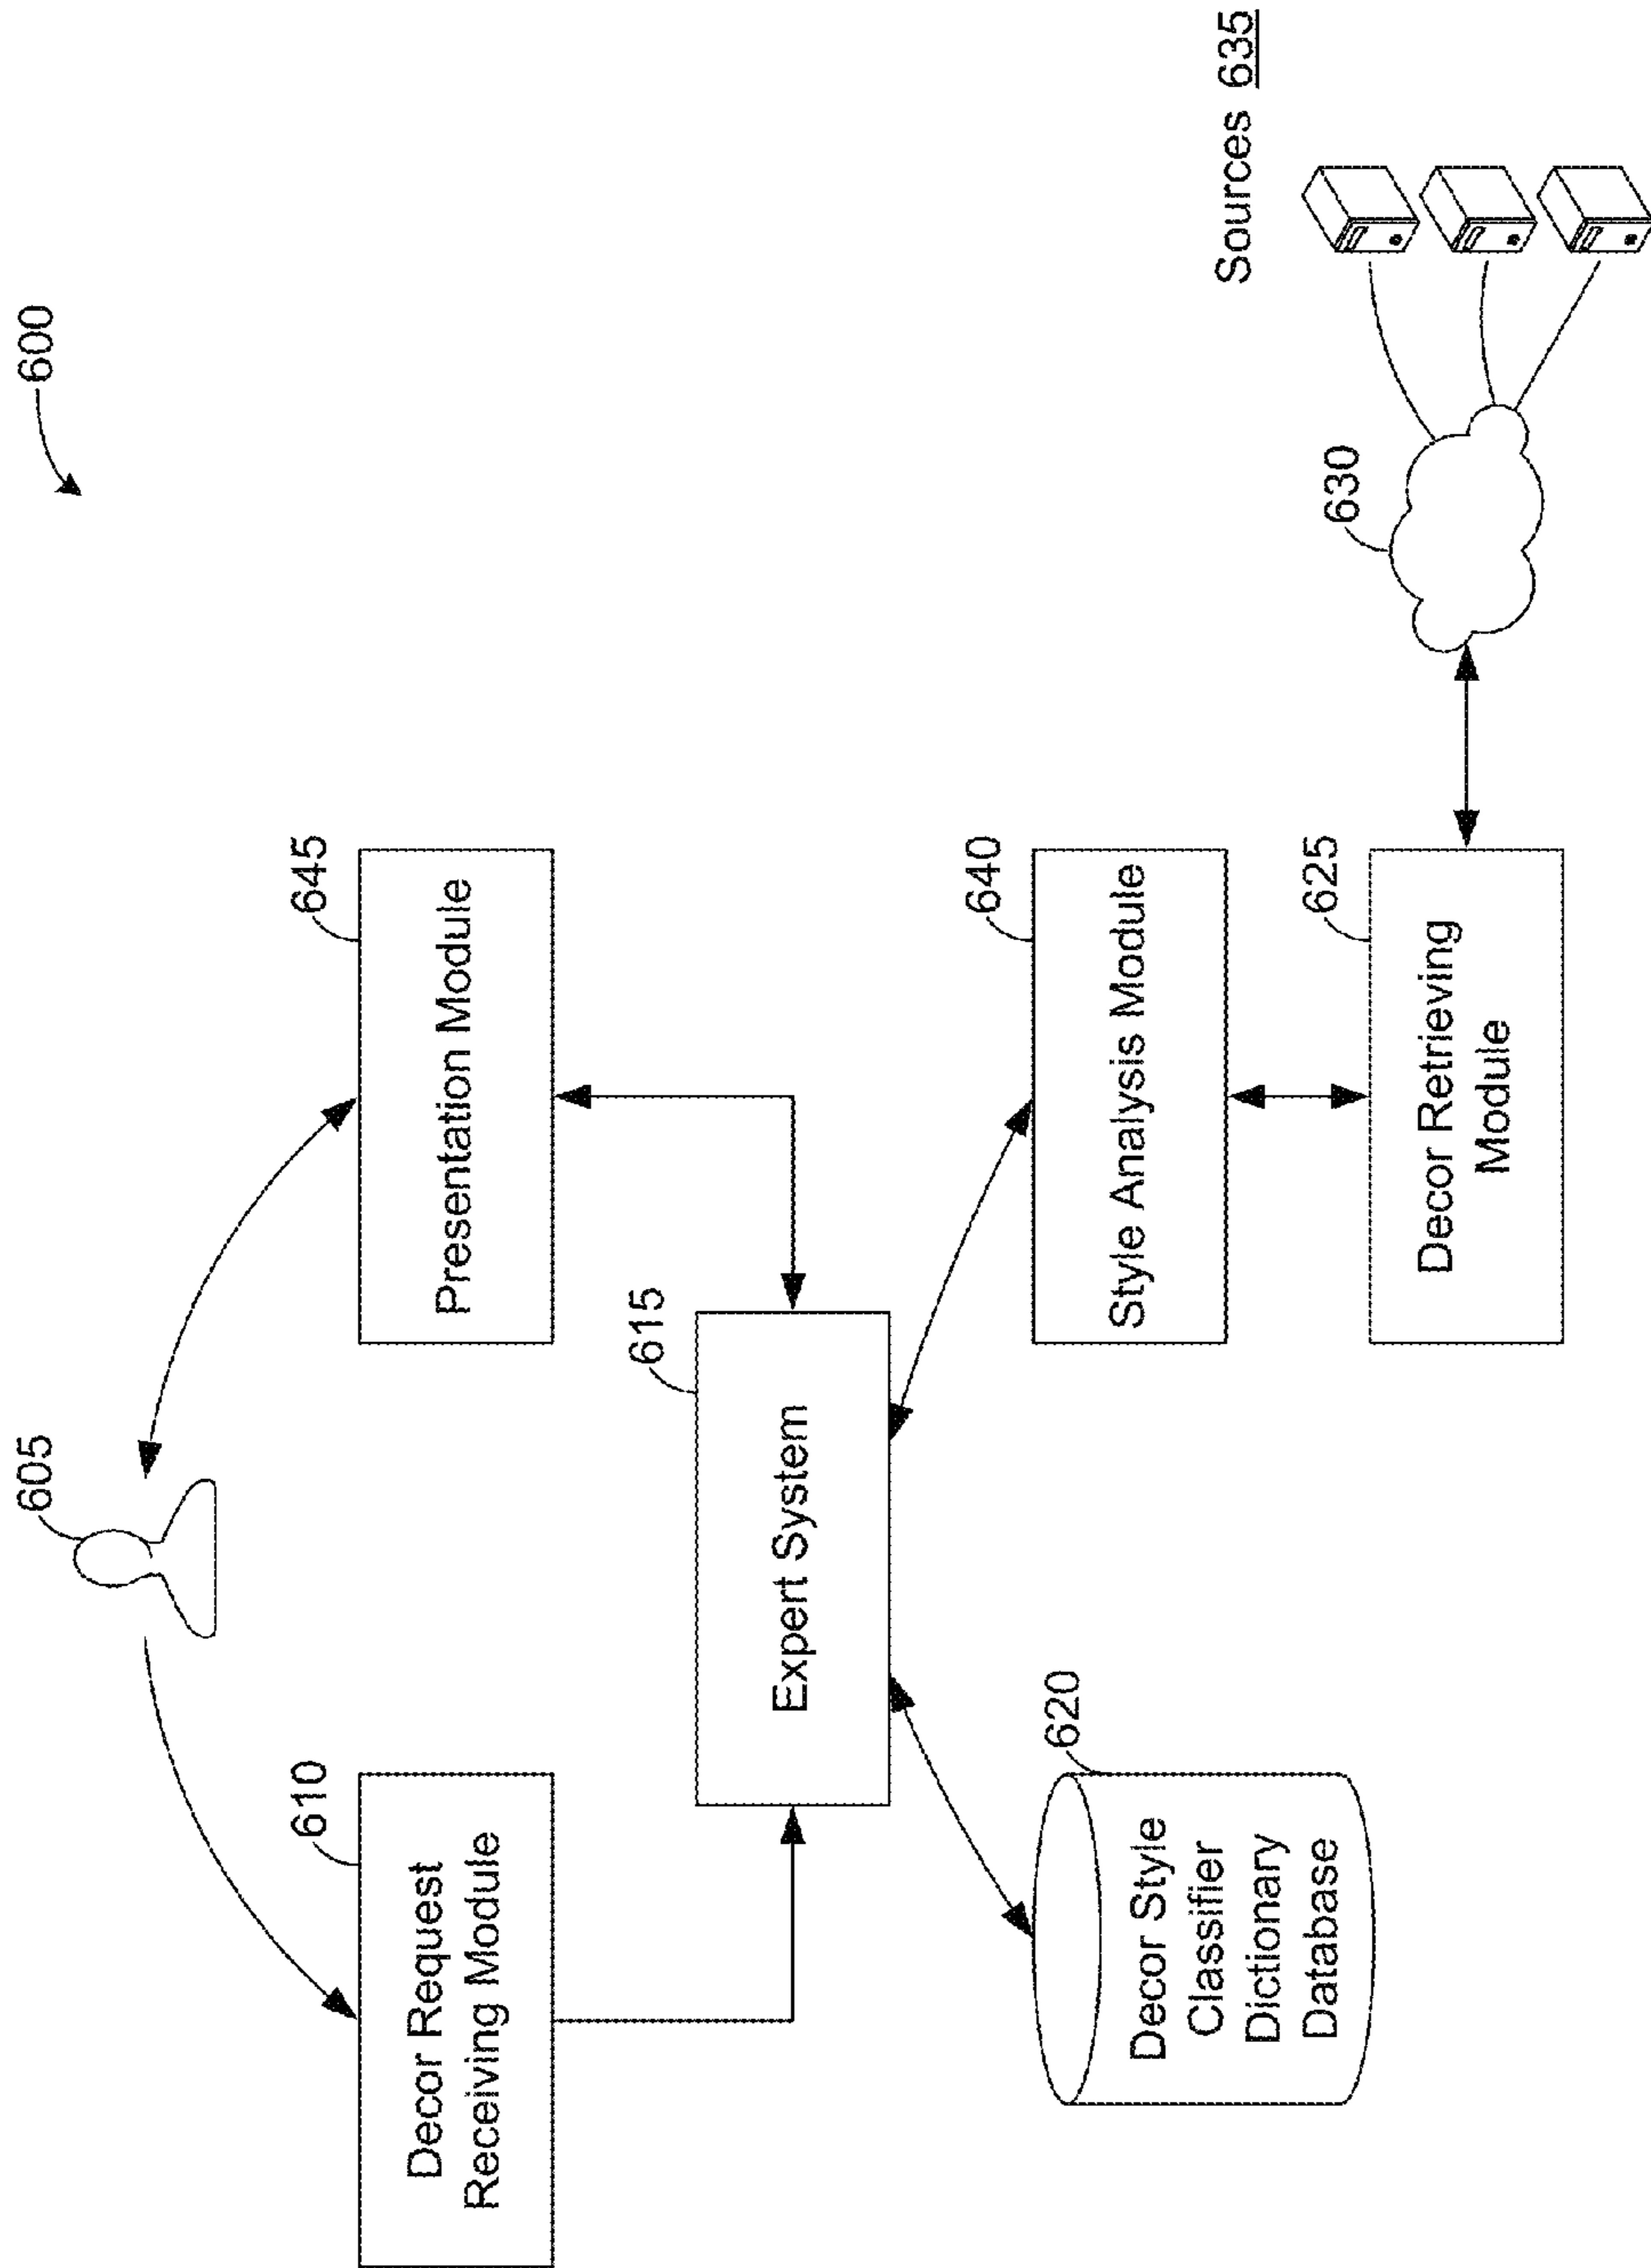 600
605
610
Decor Request
Receiving Module
645
Presentation Module
615
Expert System
620
Decor Style
Classifier
Dictionary
Database
640
Style Analysis Module
625
Decor Retrieving
Module
630
Sources 635